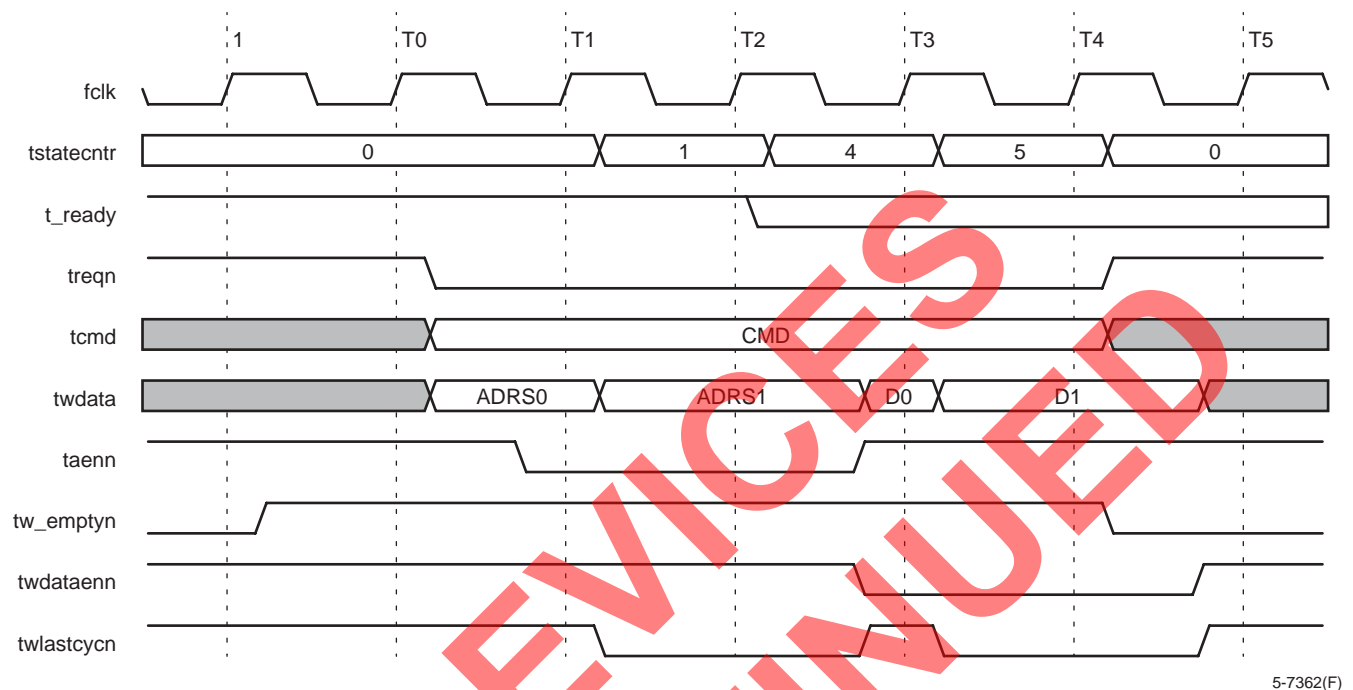 1 T0 T1 T2 T3 T4 T5
fclk
tstatecntr 0 1 4 5 0
t_ready
treqn
tcmd CMD
twdata ADRS0 ADRS1 D0 D1
taenn
tw_emptyn
twdataenn
twlastcycn
5-7362(F)
EVICES
NUED